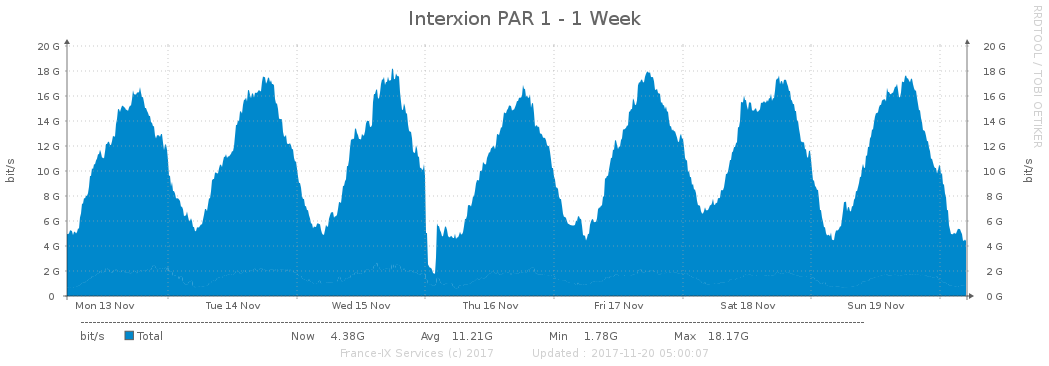 Interxion PAR 1 - 1 Week
RRDTOOL / TOBI OETIKER
20 G 20 G
18 G 18 G
16 G 16 G
14 G 14 G
12 G 12 G
10 G 10 G
8 G 8 G
6 G 6 G
4 G 4 G
2 G 2 G
0 0 G
bit/s bit/s
Mon 13 Nov Tue 14 Nov Wed 15 Nov Thu 16 Nov Fri 17 Nov Sat 18 Nov Sun 19 Nov
bit/s Total Now 4.38G Avg 11.21G Min 1.78G Max 18.17G
France-IX Services (c) 2017 Updated : 2017-11-20 05:00:07